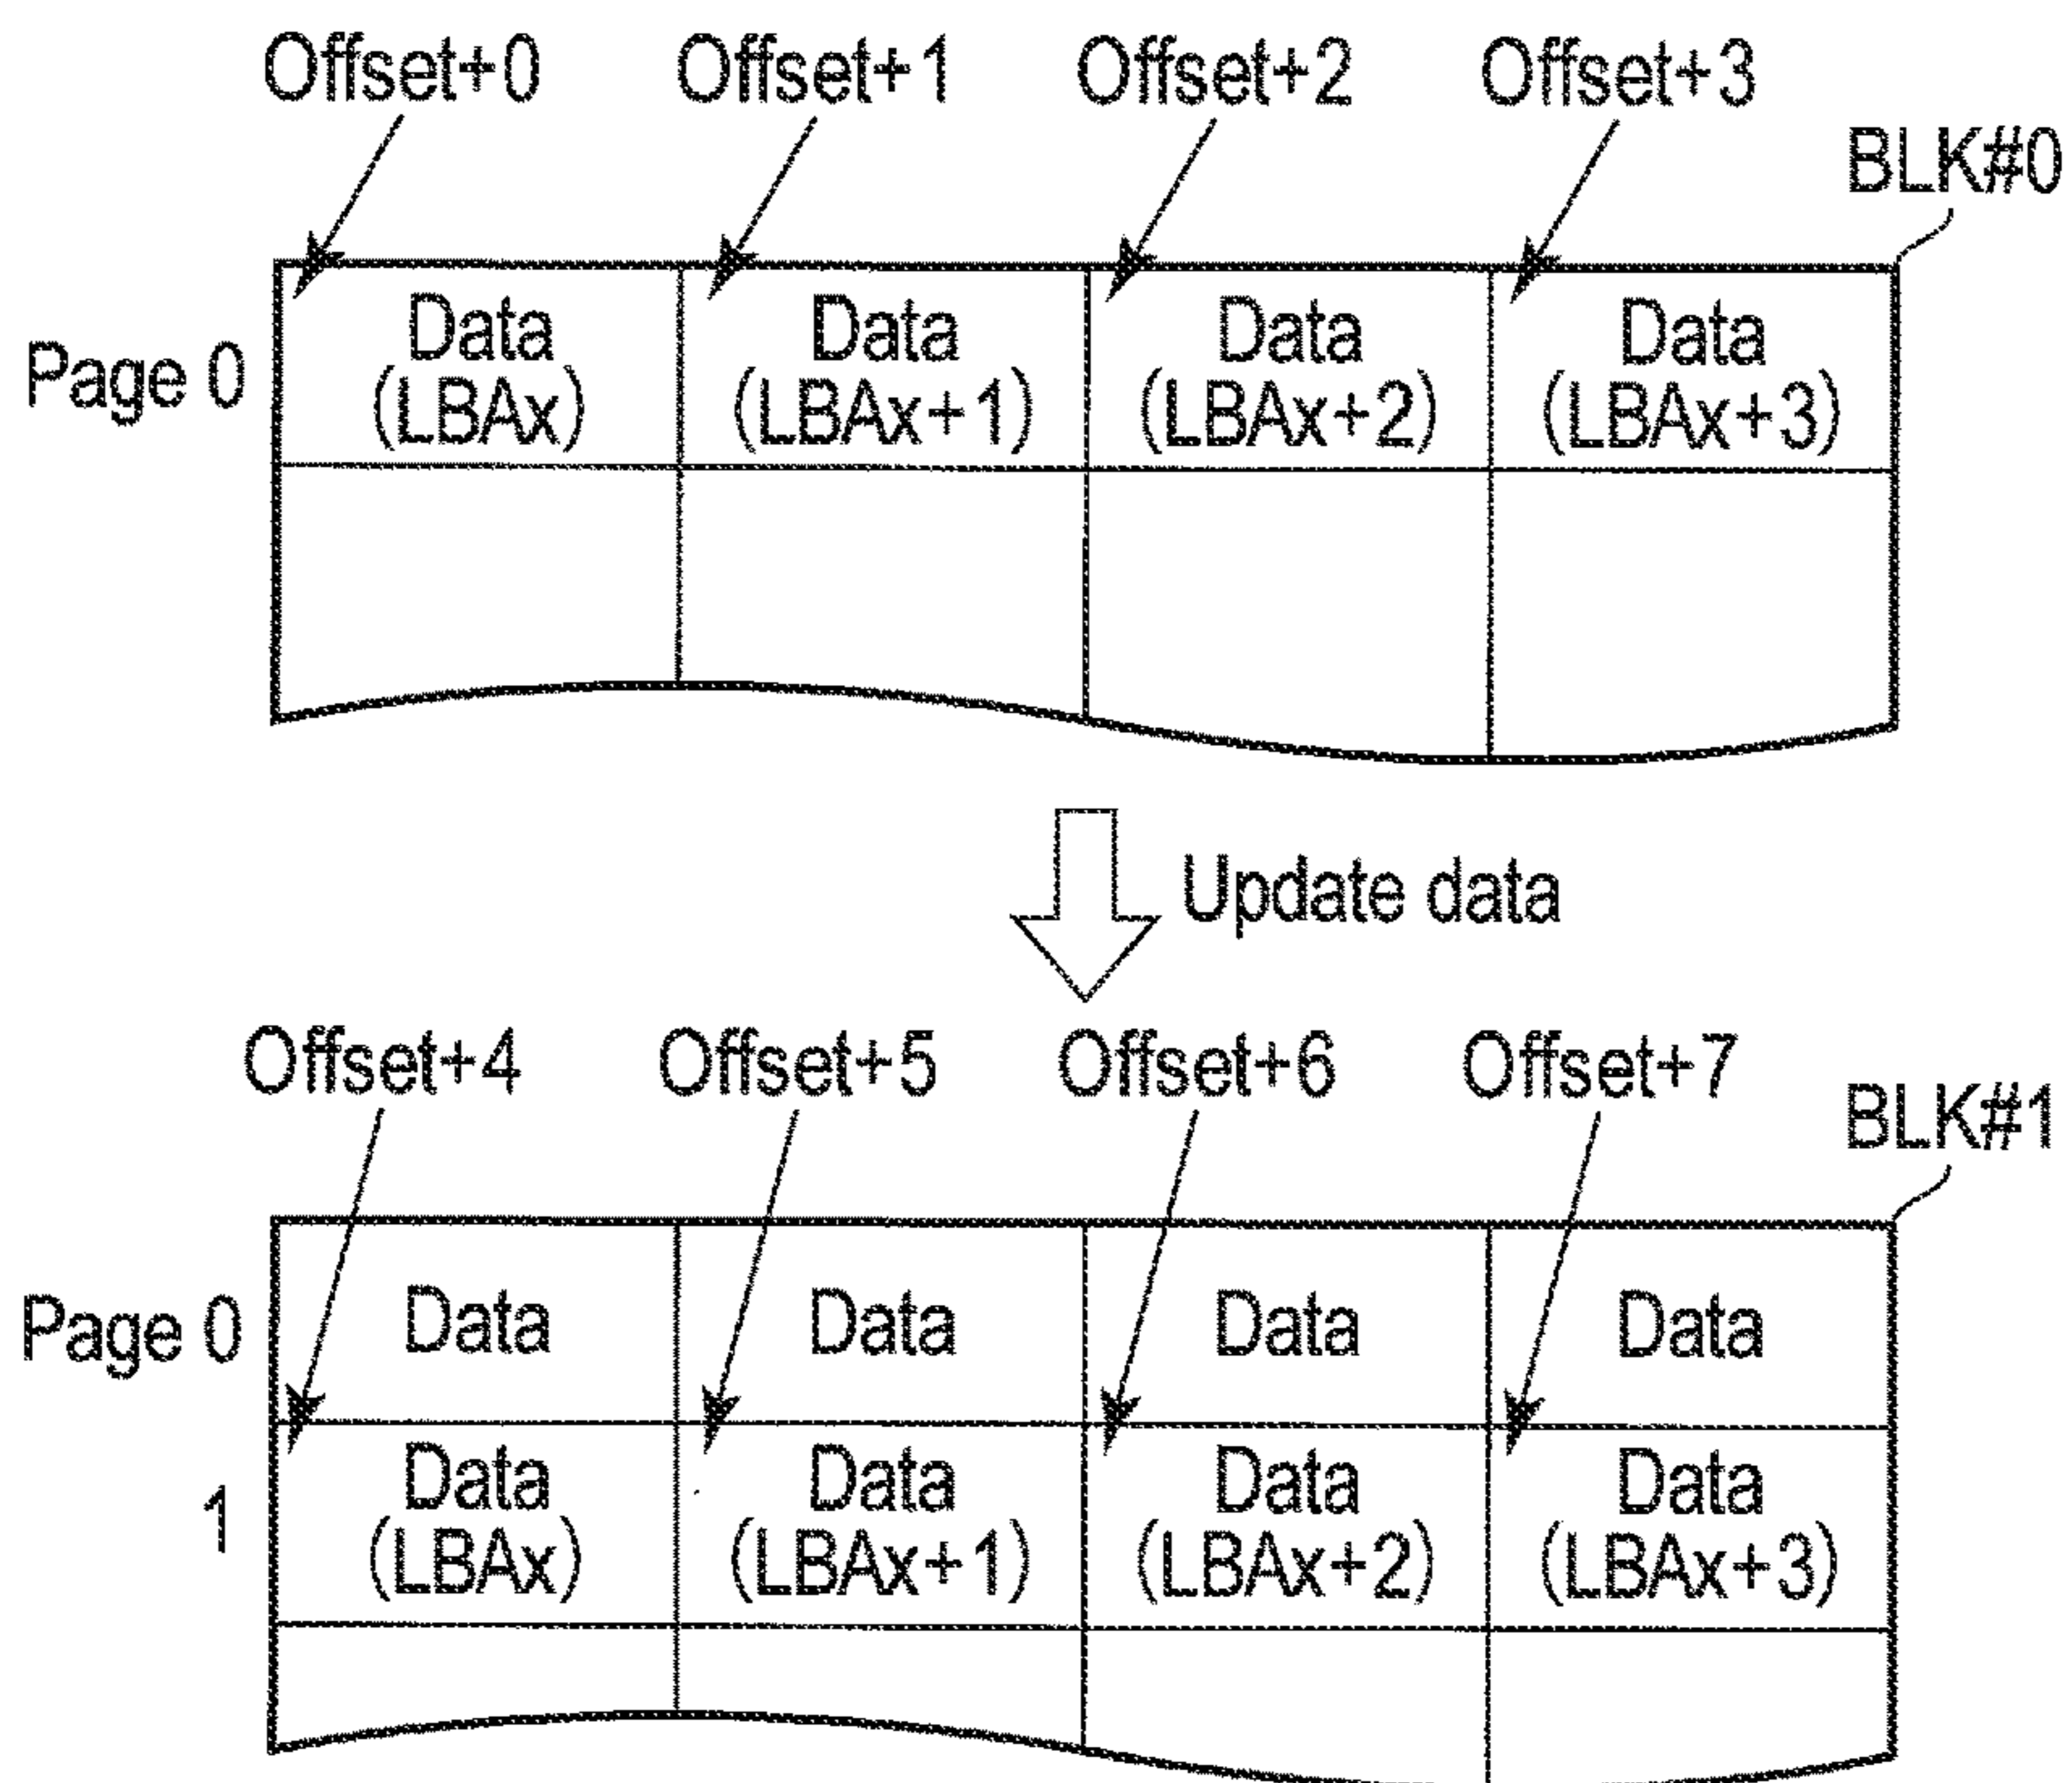 Offset+0 Offset+1 Offset+2 Offset+3
BLK#0
Data Data Data Data
Page 0
(LBAx) (LBAx+1) (LBAx+2) (LBAx+3)
Update data
Offset+4 Offset+5 Offset+6 Offset+7
BLK#1
Page 0 Data Data Data Data
Data Data Data Data
1
(LBAx) (LBAx+1) (LBAx+2) (LBAx+3)